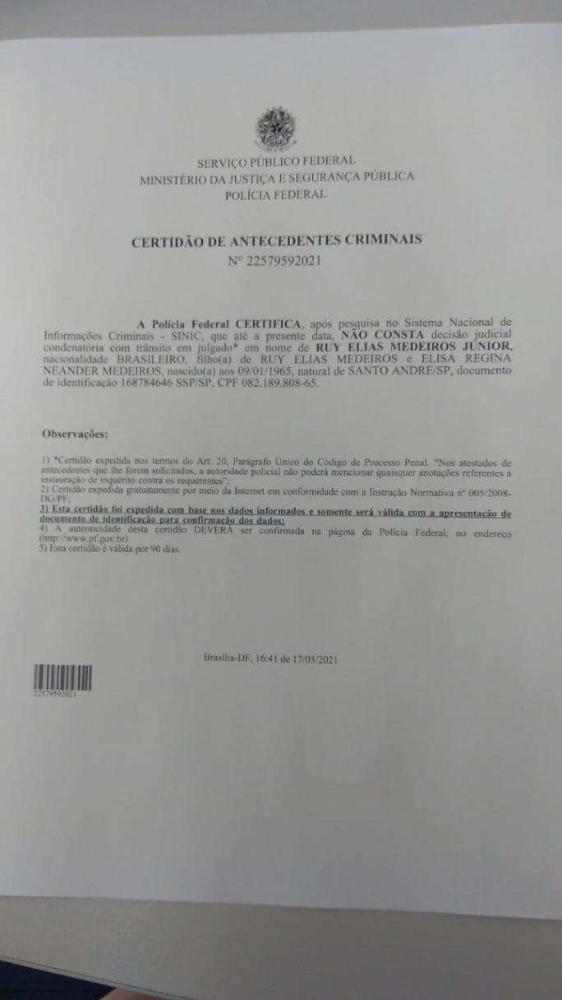 SERVIÇO PÚBLICO FEDERAL
MINISTÉRIO DA JUSTIÇA E SEGURANÇA PÚBLICA
POLÍCIA FEDERAL
CERTIDÃO DE ANTECEDENTES CRIMINAIS
N° 22579592021
A Polícia Federal CERTIFICA, após pesquisa no Sistema Nacional de
Informações Criminais - SINIC, que até a presente data, NÃO CONSTA decisão judicial
condenatória com trânsito em julgado* em nome de RUY ELIAS MEDEIROS JUNIOR,
nacionalidade BRASILEIRO, filho(a) de RUY ELIAS MEDEIROS e ELISA REGINA
NEANDER MEDEIROS, nascido(a) aos 09/01/1965, natural de SANTO ANDRE/SP, documento
de identificação 168784646 SSP/SP, CPF 082.189.808-65.
Observações:
1) *Certidão expedida nos termos do Art. 20, Parágrafo Único do Código de Processo Penal. "Nos atestados de
antecedentes que lhe forem solicitados, a autoridade policial não poderá mencionar quaisquer anotações referentes à
instauração de inquérito contra os requerentes";
2) Certidão expedida gratuitamente por meio da Internet em conformidade com a Instrução Normativa nº 005/2008-
DG/PF;
3) Esta certidão foi expedida com base nos dados informados e somente será válida com a apresentação de
documento de identificação para confirmação dos dados;
4) A autenticidade desta certidão DEVERÁ ser confirmada na página da Polícia Federal, no endereço
(http://www.pf.gov.br)
5) Esta certidão é válida por 90 dias.
Brasília-DF, 16:41 de 17/03/2021
22579592021